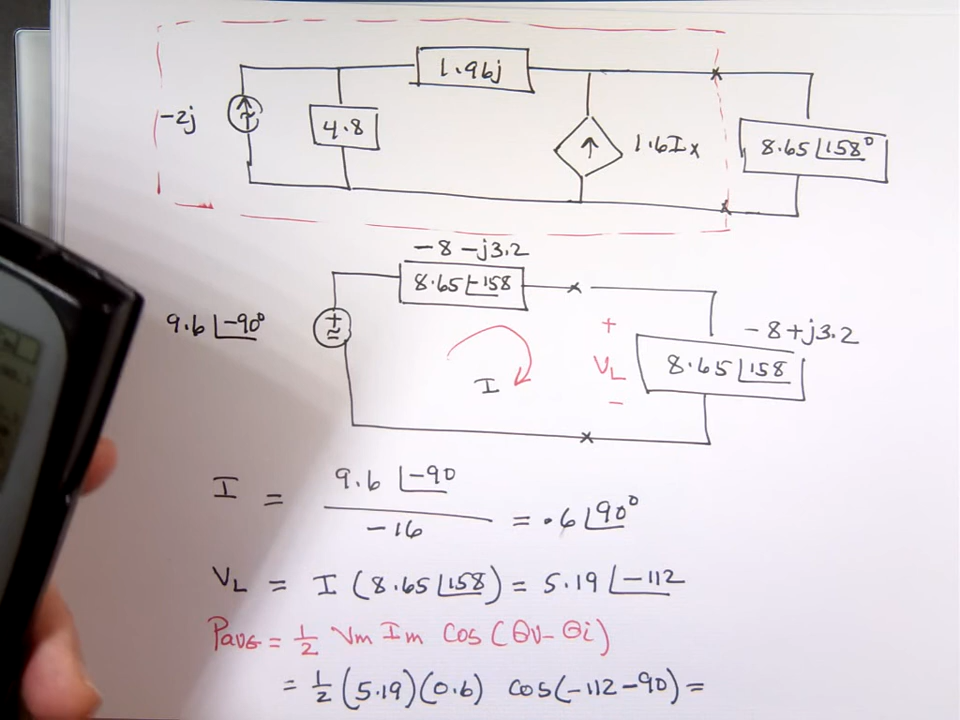 1.96j
-2j
4.8
1.6Ix
8.65∠158°
-8-j3.2
8.65∠-158
9.6∠-90°
-8+j3.2
+
VL
-
8.65∠158
I
I = 9.6∠-90 / -16 = .6∠90°
VL = I (8.65∠158) = 5.19∠-112
Pavg = 1/2 Vm Im Cos(θv-θi)
= 1/2 (5.19)(0.6) cos(-112-90) =